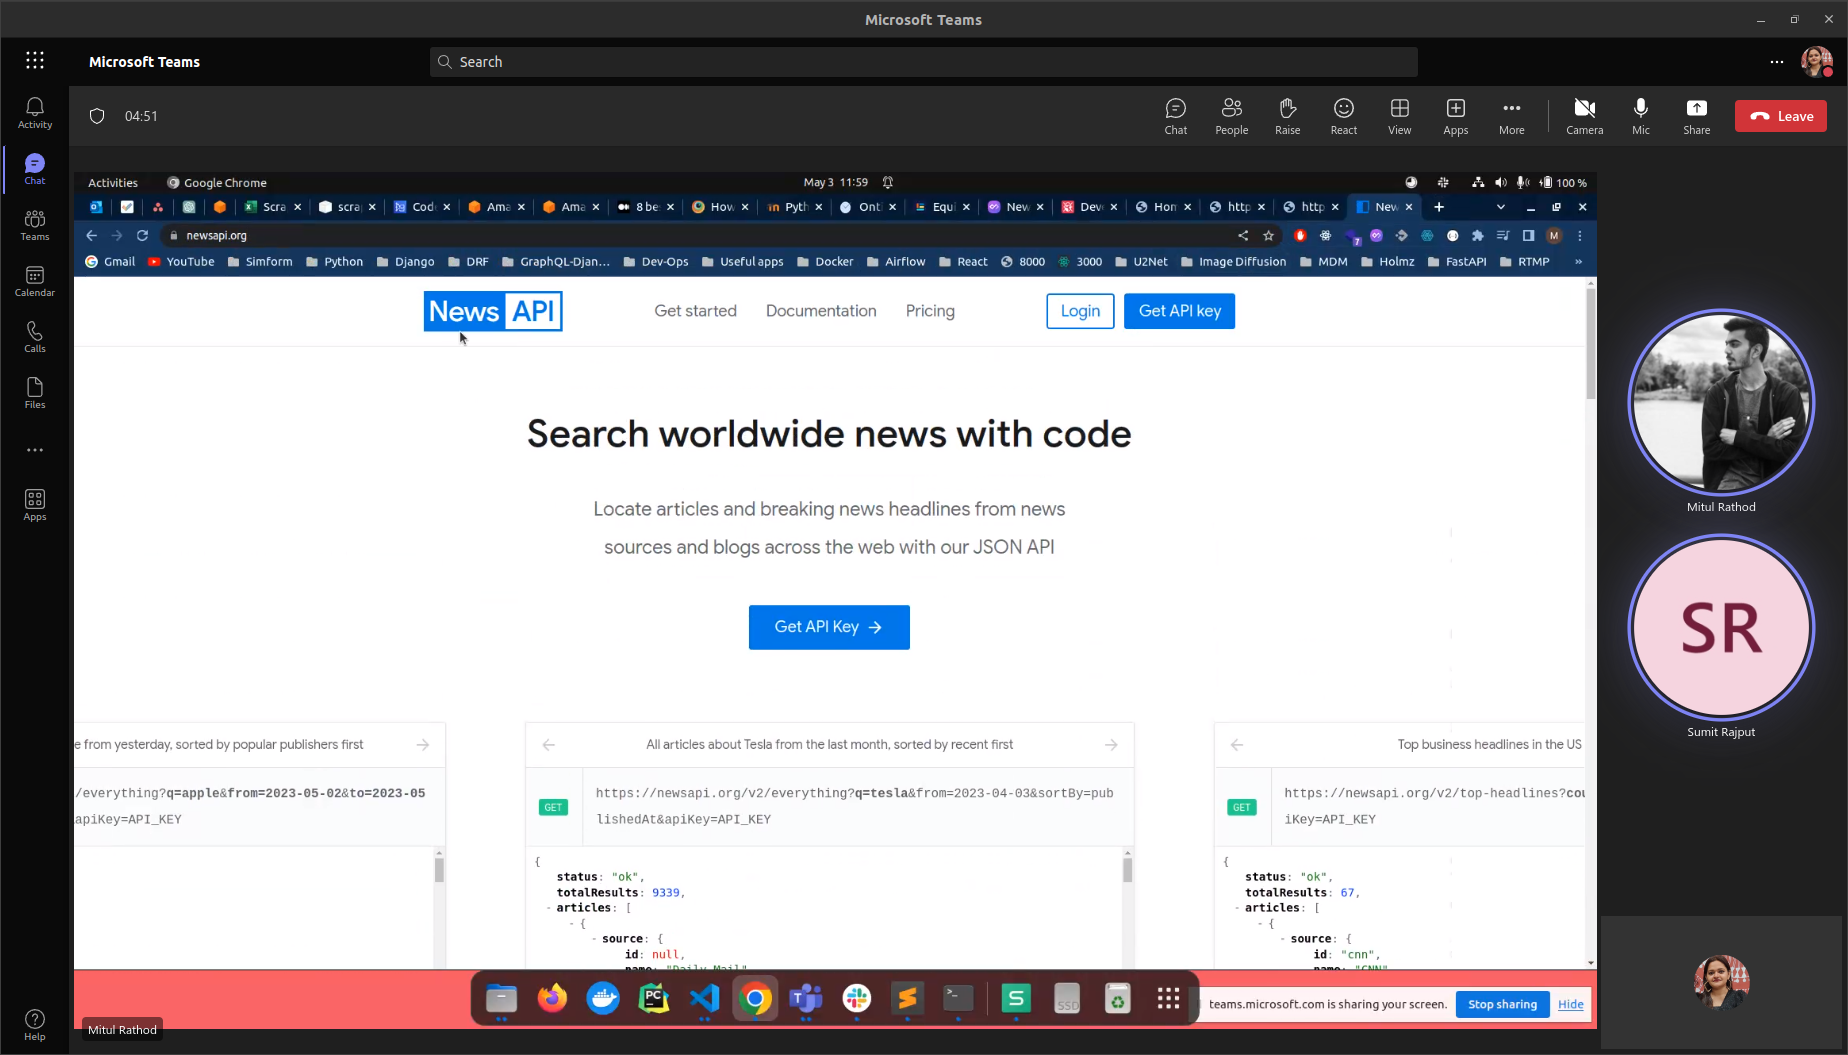 Microsoft Teams
Microsoft Teams
Search
Activity
Chat
Teams
Calendar
Calls
Files
Apps
Help
04:51
Chat
People
Raise
React
View
Apps
More
Camera
Mic
Share
Leave
Activities
Google Chrome
May 3 11:59
100 %
Scra
scra
Cod
Ama
Ama
8 be
How
Pyth
Ont
Equi
New
Dev
Hon
http
http
New
newsapi.org
7
M
Gmail
YouTube
Simform
Python
Django
DRF
GraphQL-Djan...
Dev-Ops
Useful apps
Docker
Airflow
React
8000
3000
U2Net
Image Diffusion
MDM
Holmz
FastAPI
RTMP
»
News API
Get started
Documentation
Pricing
Login
Get API key
Search worldwide news with code
Locate articles and breaking news headlines from news
sources and blogs across the web with our JSON API
Get API Key →
e from yesterday, sorted by popular publishers first
/everything?q=apple&from=2023-05-02&to=2023-05
apiKey=API_KEY
All articles about Tesla from the last month, sorted by recent first
GET
https://newsapi.org/v2/everything?q=tesla&from=2023-04-03&sortBy=pub
lishedAt&apiKey=API_KEY
{
status: "ok",
totalResults: 9339,
- articles: [
- {
- source: {
id: null,
name: "Daily Mail"
Top business headlines in the US
GET
https://newsapi.org/v2/top-headlines?cou
iKey=API_KEY
{
status: "ok",
totalResults: 67,
- articles: [
- {
- source: {
id: "cnn",
name: "CNN"
Mitul Rathod
SR
Sumit Rajput
PC
S
SSD
teams.microsoft.com is sharing your screen.
Stop sharing
Hide
Mitul Rathod